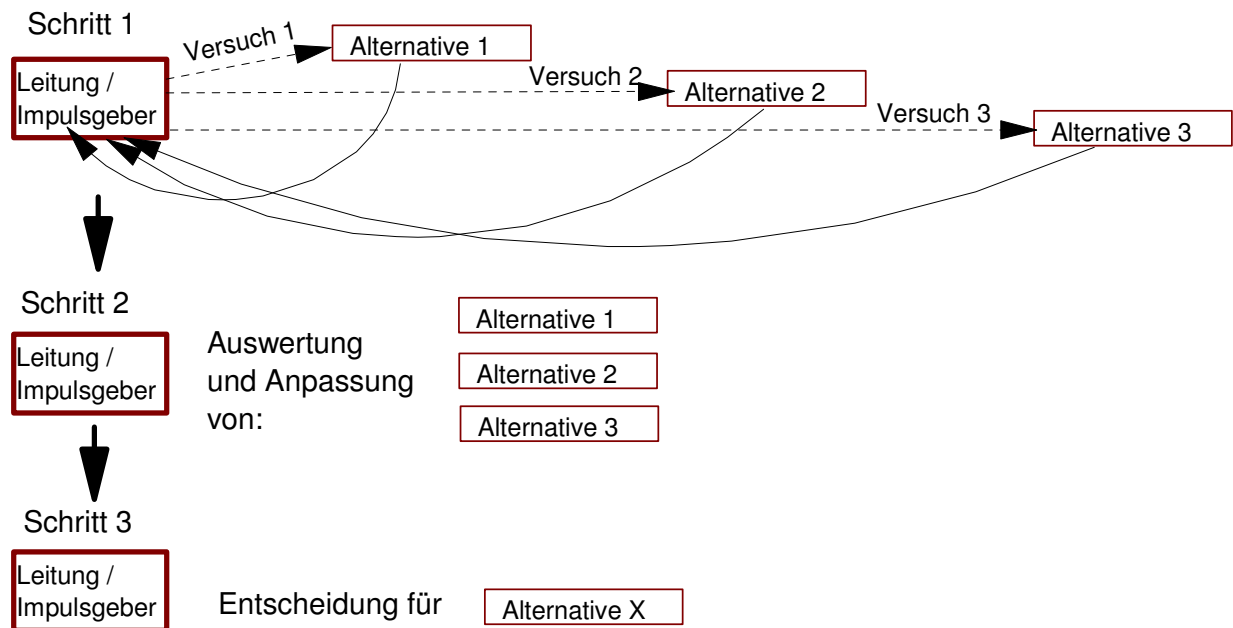 Schritt 1
Versuch 1
Alternative 1
Leitung /
Impulsgeber
Versuch 2
Alternative 2
Versuch 3
Alternative 3
Schritt 2
Leitung /
Impulsgeber
Auswertung
und Anpassung
von:
Alternative 1
Alternative 2
Alternative 3
Schritt 3
Leitung /
Impulsgeber
Entscheidung für
Alternative X